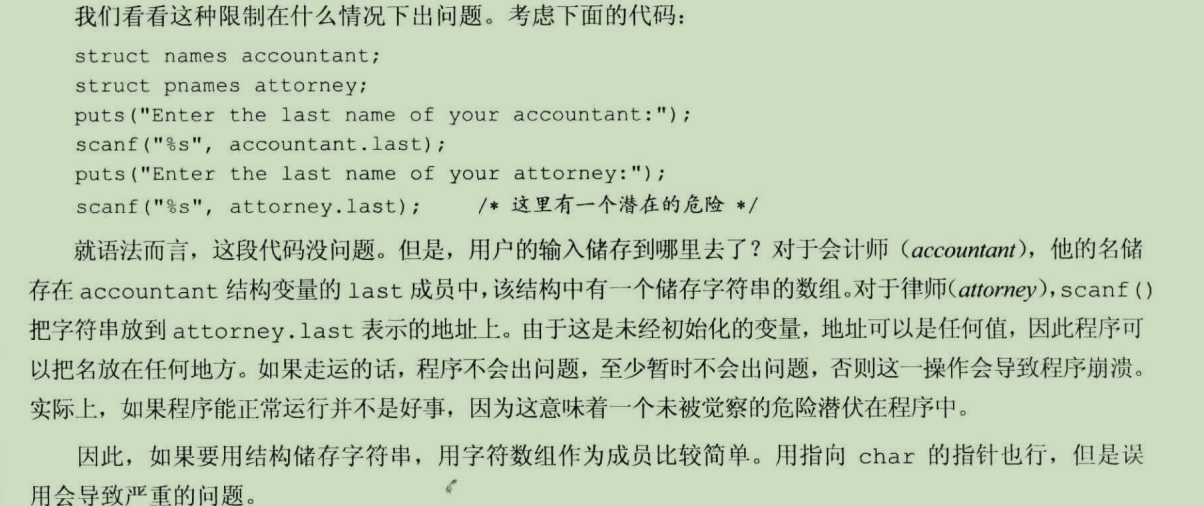 我们看看这种限制在什么情况下出问题。考虑下面的代码：
struct names accountant;
struct pnames attorney;
puts("Enter the last name of your accountant:");
scanf("%s", accountant.last);
puts("Enter the last name of your attorney:");
scanf("%s", attorney.last);    /* 这里有一个潜在的危险 */
就语法而言，这段代码没问题。但是，用户的输入储存到哪里去了？对于会计师（accountant），他的名储
存在 accountant 结构变量的 last 成员中，该结构中有一个储存字符串的数组。对于律师(attorney)，scanf()
把字符串放到 attorney.last 表示的地址上。由于这是未经初始化的变量，地址可以是任何值，因此程序可
以把名放在任何地方。如果走运的话，程序不会出问题，至少暂时不会出问题，否则这一操作会导致程序崩溃。
实际上，如果程序能正常运行并不是好事，因为这意味着一个未被觉察的危险潜伏在程序中。
因此，如果要用结构储存字符串，用字符数组作为成员比较简单。用指向 char 的指针也行，但是误
用会导致严重的问题。